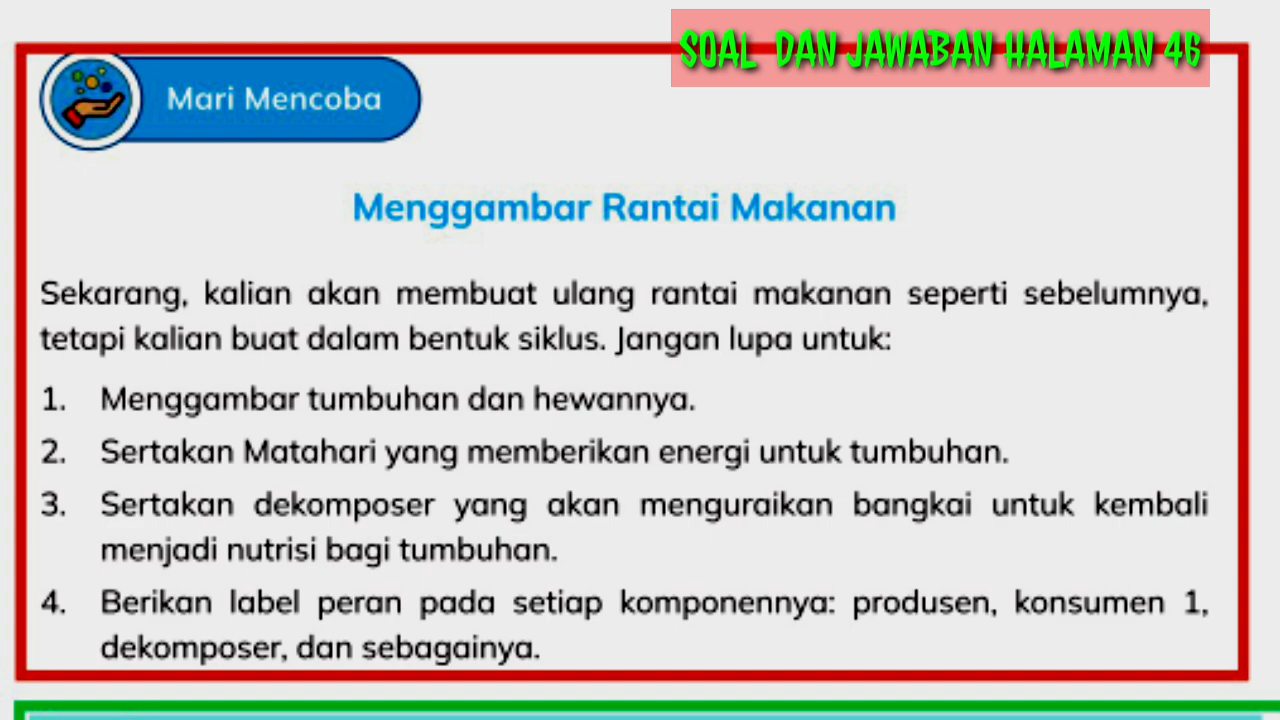 SOAL DAN JAWABAN HALAMAN 46
Mari Mencoba
Menggambar Rantai Makanan
Sekarang, kalian akan membuat ulang rantai makanan seperti sebelumnya,
tetapi kalian buat dalam bentuk siklus. Jangan lupa untuk:
1. Menggambar tumbuhan dan hewannya.
2. Sertakan Matahari yang memberikan energi untuk tumbuhan.
3. Sertakan dekomposer yang akan menguraikan bangkai untuk kembali
menjadi nutrisi bagi tumbuhan.
4. Berikan label peran pada setiap komponennya: produsen, konsumen 1,
dekomposer, dan sebagainya.